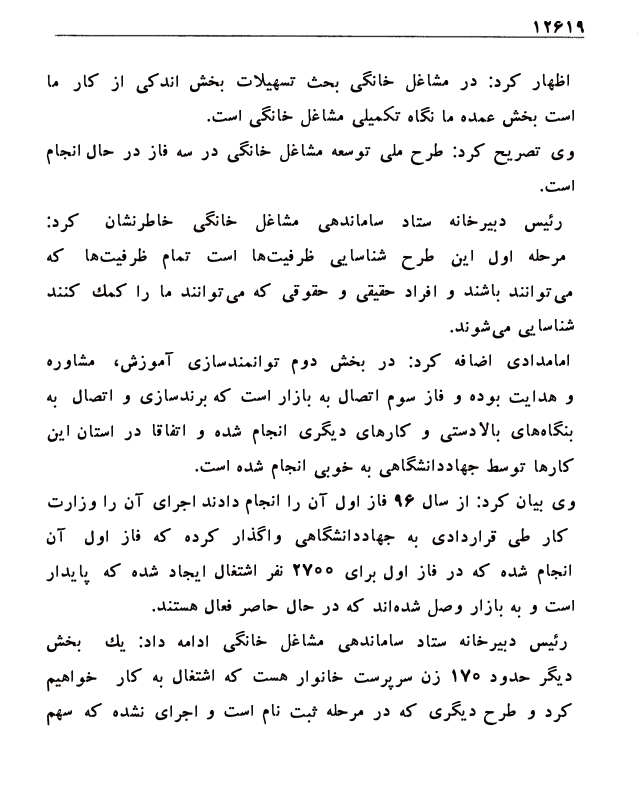 ۱۲۶۱۹
اظهار کرد: در مشاغل خانگی بحث تسهیلات بخش اندکی از کار ما
است بخش عمده ما نگاه تکمیلی مشاغل خانگی است.
وی تصریح کرد: طرح ملی توسعه مشاغل خانگی در سه فاز در حال انجام
است.
رئیس دبیرخانه ستاد ساماندهی مشاغل خانگی خاطرنشان کرد:
مرحله اول این طرح شناسایی ظرفیت‌ها است تمام ظرفیت‌ها که
می‌توانند باشند و افراد حقیقی و حقوقی که می‌توانند ما را کمك کنند
شناسایی می‌شوند.
امامدادی اضافه کرد: در بخش دوم توانمندسازی آموزش، مشاوره
و هدایت بوده و فاز سوم اتصال به بازار است که برندسازی و اتصال به
بنگاه‌های بالادستی و کارهای دیگری انجام شده و اتفاقا در استان این
کارها توسط جهاددانشگاهی به خوبی انجام شده است.
وی بیان کرد: از سال ۹۶ فاز اول آن را انجام دادند اجرای آن را وزارت
کار طی قراردادی به جهاددانشگاهی واگذار کرده که فاز اول آن
انجام شده که در فاز اول برای ۲۷۰۰ نفر اشتغال ایجاد شده که پایدار
است و به بازار وصل شده‌اند که در حال حاصر فعال هستند.
رئیس دبیرخانه ستاد ساماندهی مشاغل خانگی ادامه داد: یك بخش
دیگر حدود ۱۷۰ زن سرپرست خانوار هست که اشتغال به کار خواهیم
کرد و طرح دیگری که در مرحله ثبت نام است و اجرای نشده که سهم